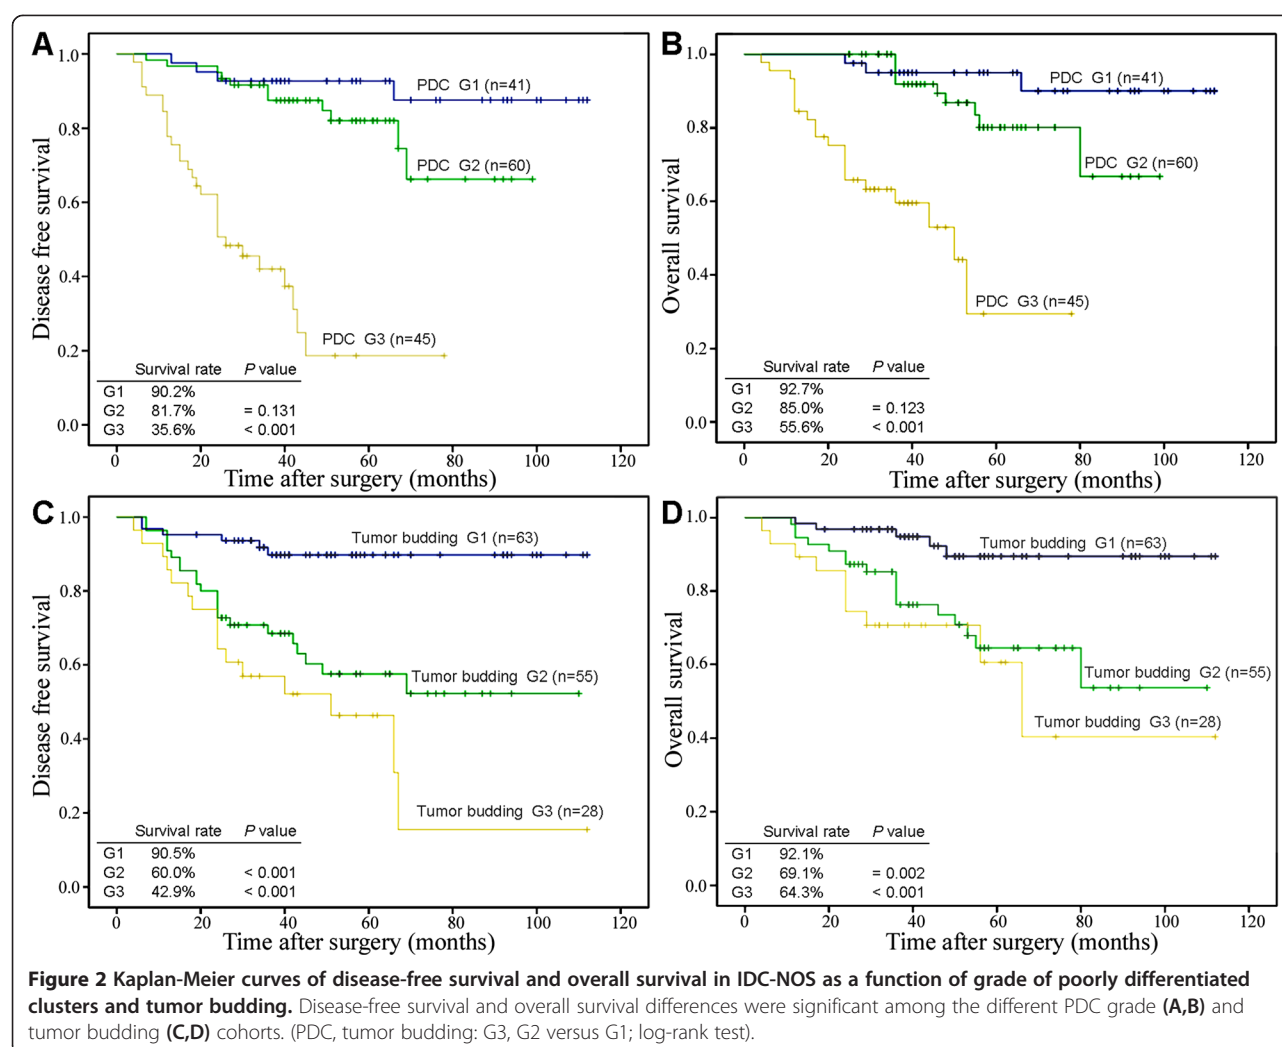 A
1.0
0.8
0.6
0.4
0.2
0.0
Disease free survival
PDC G1 (n=41)
PDC G2 (n=60)
PDC G3 (n=45)
Survival rate P value
G1 90.2%
G2 81.7% = 0.131
G3 35.6% < 0.001
0 20 40 60 80 100 120
Time after surgery (months)
B
1.0
0.8
0.6
0.4
0.2
0.0
Overall survival
PDC G1 (n=41)
PDC G2 (n=60)
PDC G3 (n=45)
Survival rate P value
G1 92.7%
G2 85.0% = 0.123
G3 55.6% < 0.001
0 20 40 60 80 100 120
Time after surgery (months)
C
1.0
0.8
0.6
0.4
0.2
0.0
Disease free survival
Tumor budding G1 (n=63)
Tumor budding G2 (n=55)
Tumor budding G3 (n=28)
Survival rate P value
G1 90.5%
G2 60.0% < 0.001
G3 42.9% < 0.001
0 20 40 60 80 100 120
Time after surgery (months)
D
1.0
0.8
0.6
0.4
0.2
0.0
Overall survival
Tumor budding G1 (n=63)
Tumor budding G2 (n=55)
Tumor budding G3 (n=28)
Survival rate P value
G1 92.1%
G2 69.1% = 0.002
G3 64.3% < 0.001
0 20 40 60 80 100 120
Time after surgery (months)
Figure 2 Kaplan-Meier curves of disease-free survival and overall survival in IDC-NOS as a function of grade of poorly differentiated
clusters and tumor budding. Disease-free survival and overall survival differences were significant among the different PDC grade (A,B) and
tumor budding (C,D) cohorts. (PDC, tumor budding: G3, G2 versus G1; log-rank test).